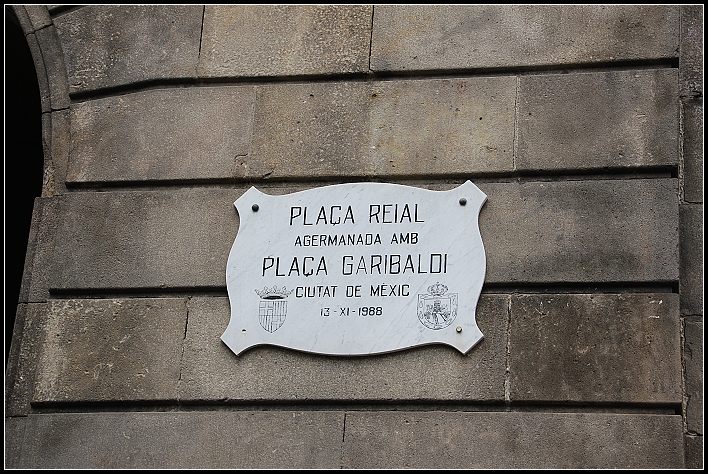 PLAÇA REIAL
AGERMANADA AMB
PLAÇA GARIBALDI
CIUTAT DE MÈXIC
13-XI-1988